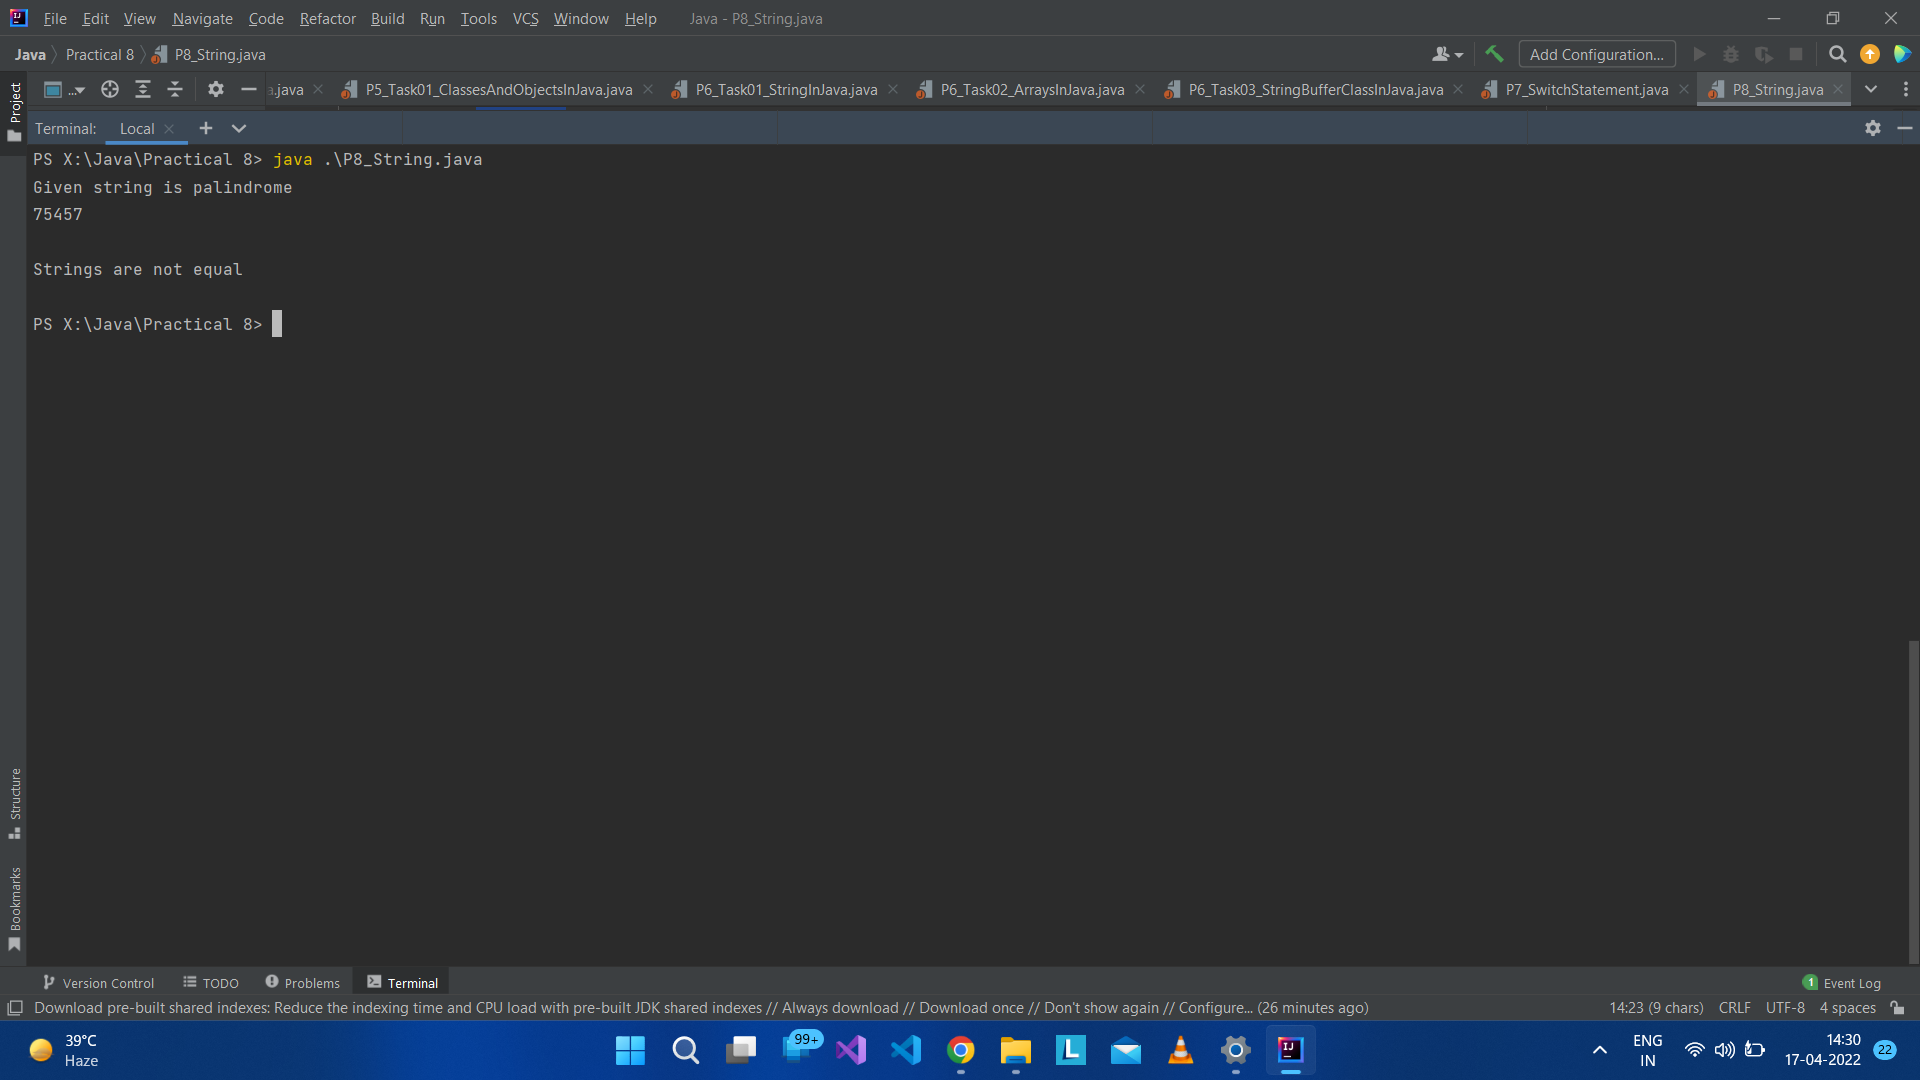 File Edit View Navigate Code Refactor Build Run Tools VCS Window Help Java - P8_String.java
Java Practical 8 P8_String.java Add Configuration...
Project ... a.java P5_Task01_ClassesAndObjectsInJava.java P6_Task01_StringInJava.java P6_Task02_ArraysInJava.java P6_Task03_StringBufferClassInJava.java P7_SwitchStatement.java P8_String.java
Terminal: Local
PS X:\Java\Practical 8> java .\P8_String.java
Given string is palindrome
75457
Strings are not equal
PS X:\Java\Practical 8>
Structure
Bookmarks
Version Control TODO Problems Terminal 1 Event Log
Download pre-built shared indexes: Reduce the indexing time and CPU load with pre-built JDK shared indexes // Always download // Download once // Don't show again // Configure... (26 minutes ago) 14:23 (9 chars) CRLF UTF-8 4 spaces
39°C
Haze
99+
L
IJ
ENG
IN
14:30
17-04-2022
22